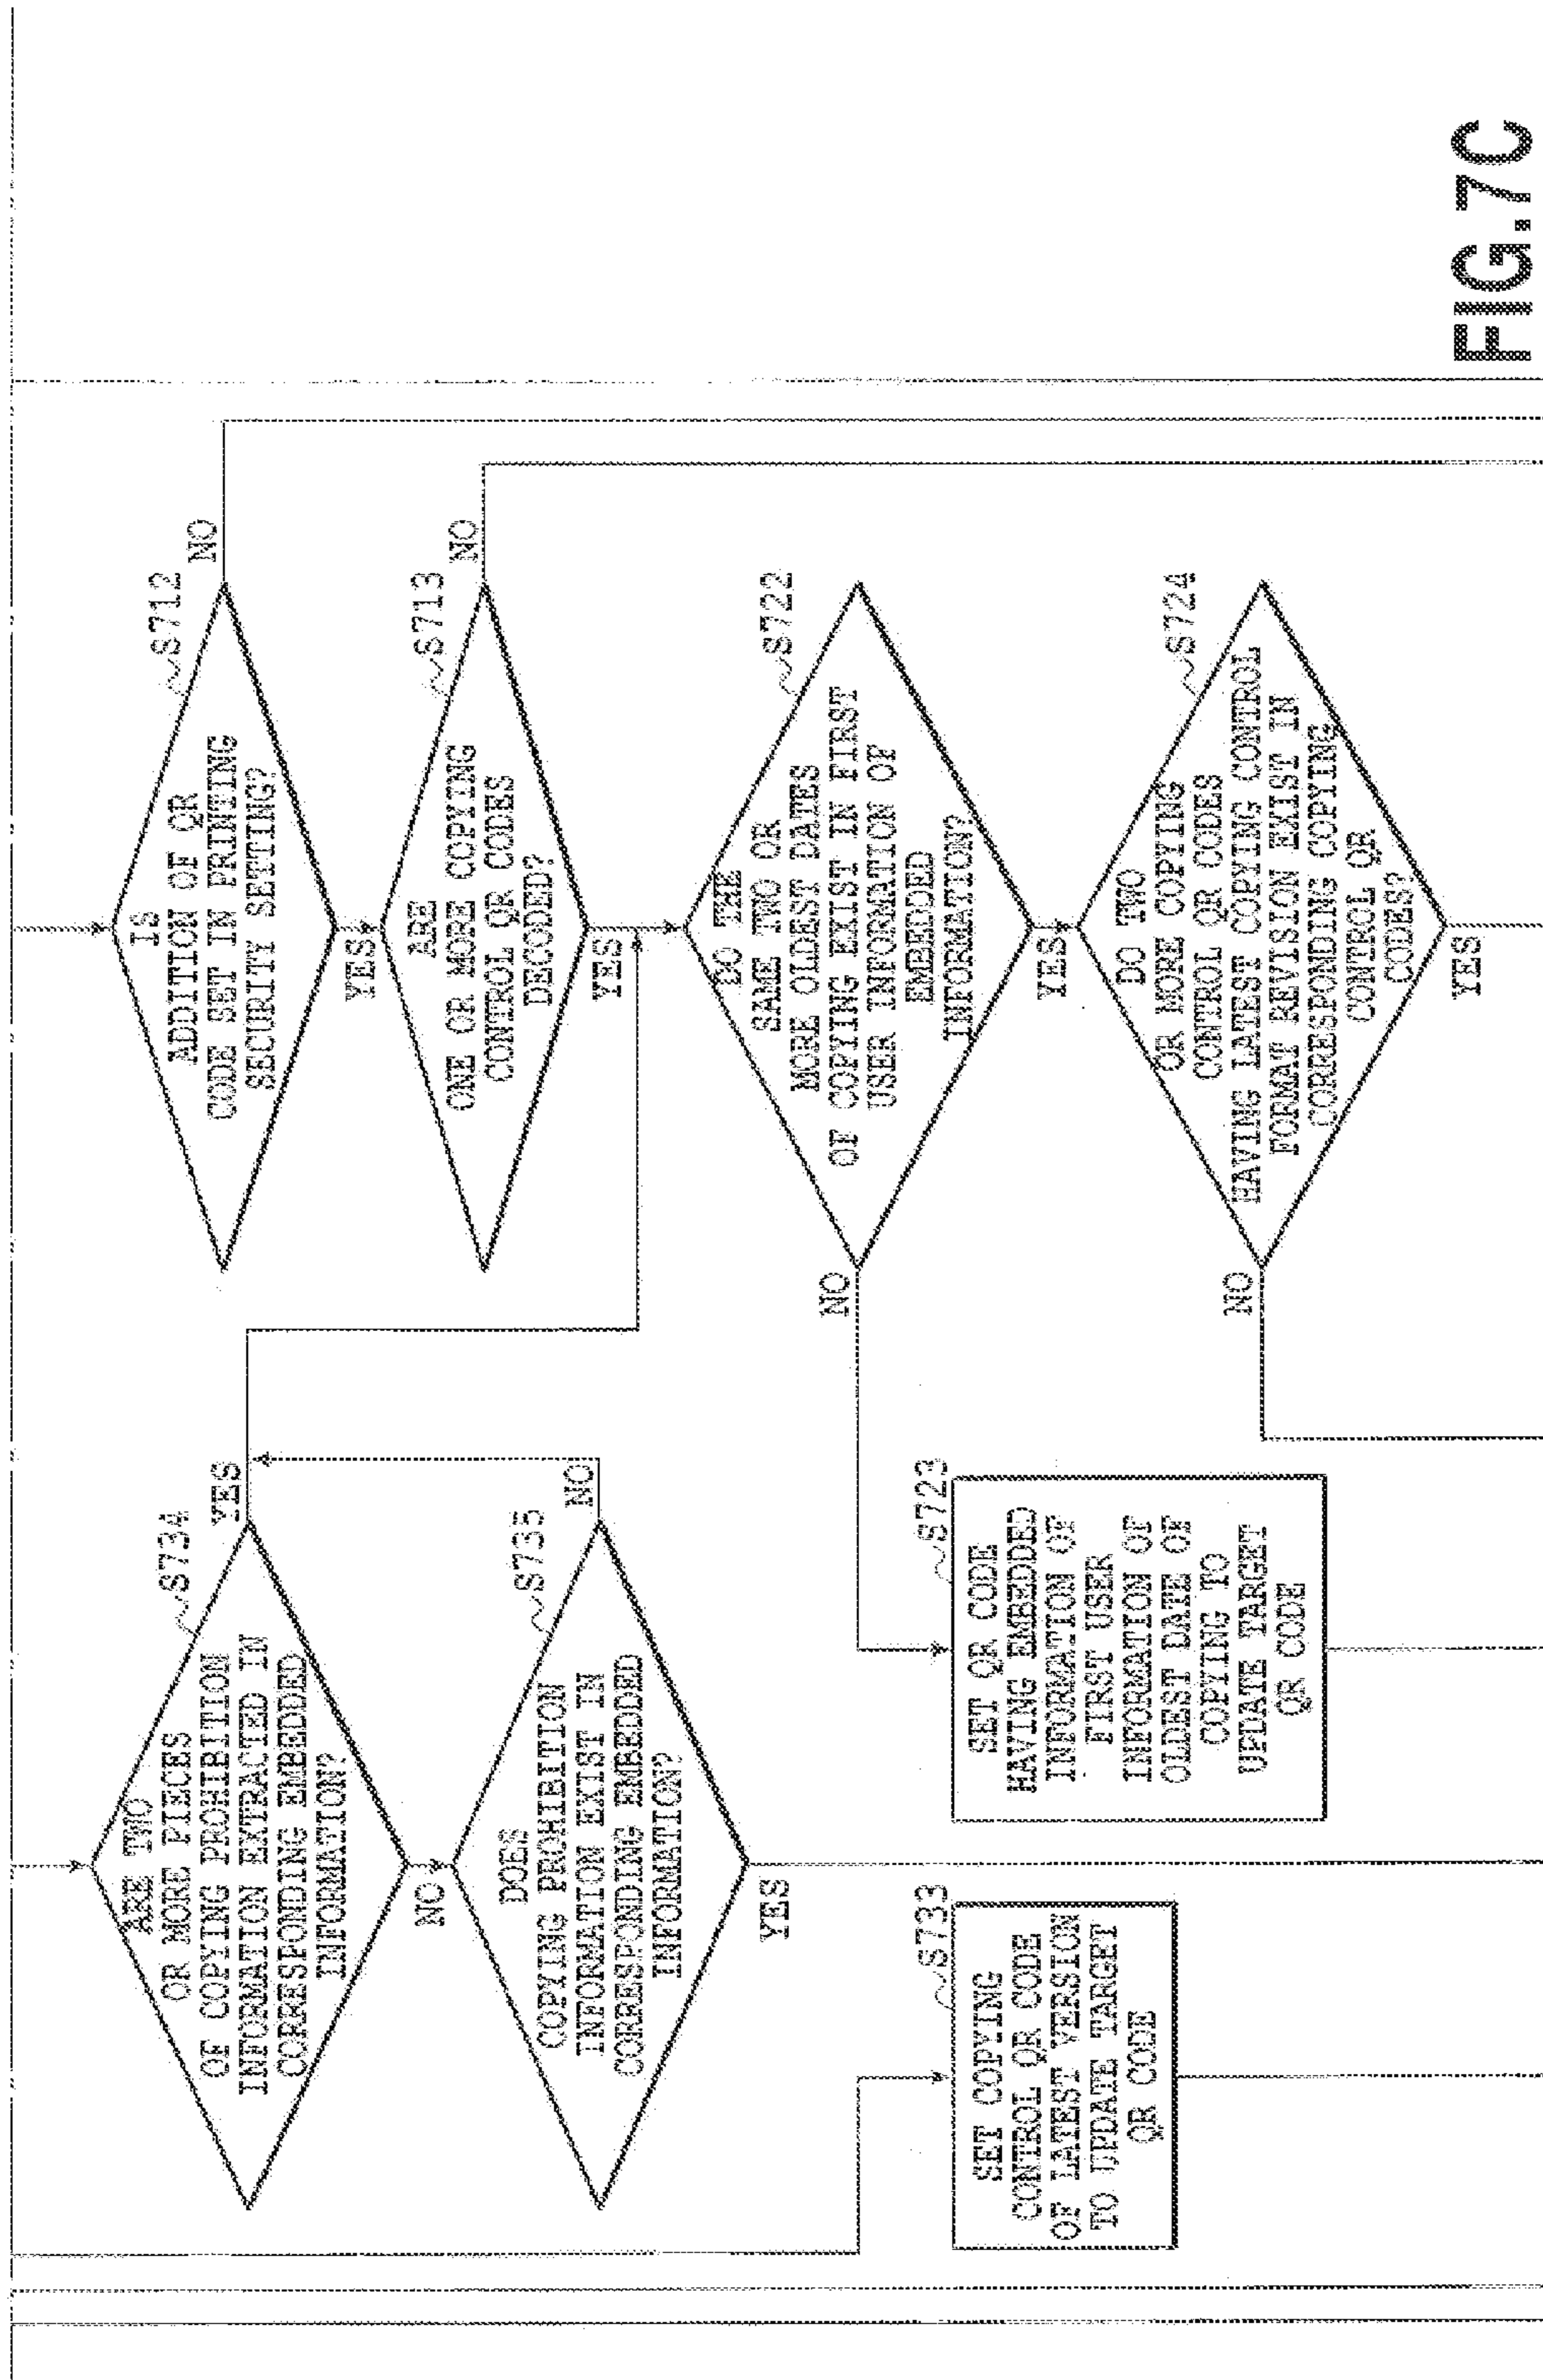 S734
ARE TWO
OR MORE PIECES
OF COPYING PROHIBITION
INFORMATION EXTRACTED IN
CORRESPONDING EMBEDDED
INFORMATION?
YES
NO
S735
DOES
COPYING PROHIBITION
INFORMATION EXIST IN
CORRESPONDING EMBEDDED
INFORMATION?
NO
YES
S733
SET COPYING
CONTROL QR CODE
OF LATEST VERSION
TO UPDATE TARGET
QR CODE
S723
SET QR CODE
HAVING EMBEDDED
INFORMATION OF
FIRST USER
INFORMATION OF
OLDEST DATE OF
COPYING TO
UPDATE TARGET
QR CODE
S712
IS
ADDITION OF QR
CODE SET IN PRINTING
SECURITY SETTING?
NO
YES
S713
ARE
ONE OR MORE COPYING
CONTROL QR CODES
DECODED?
NO
YES
S722
DO THE
SAME TWO OR
MORE OLDEST DATES
OF COPYING EXIST IN FIRST
USER INFORMATION OF
EMBEDDED
INFORMATION?
NO
YES
S724
DO TWO
OR MORE COPYING
CONTROL QR CODES
HAVING LATEST COPYING CONTROL
FORMAT REVISION EXIST IN
CORRESPONDING COPYING
CONTROL QR
CODES?
NO
YES
FIG.7C